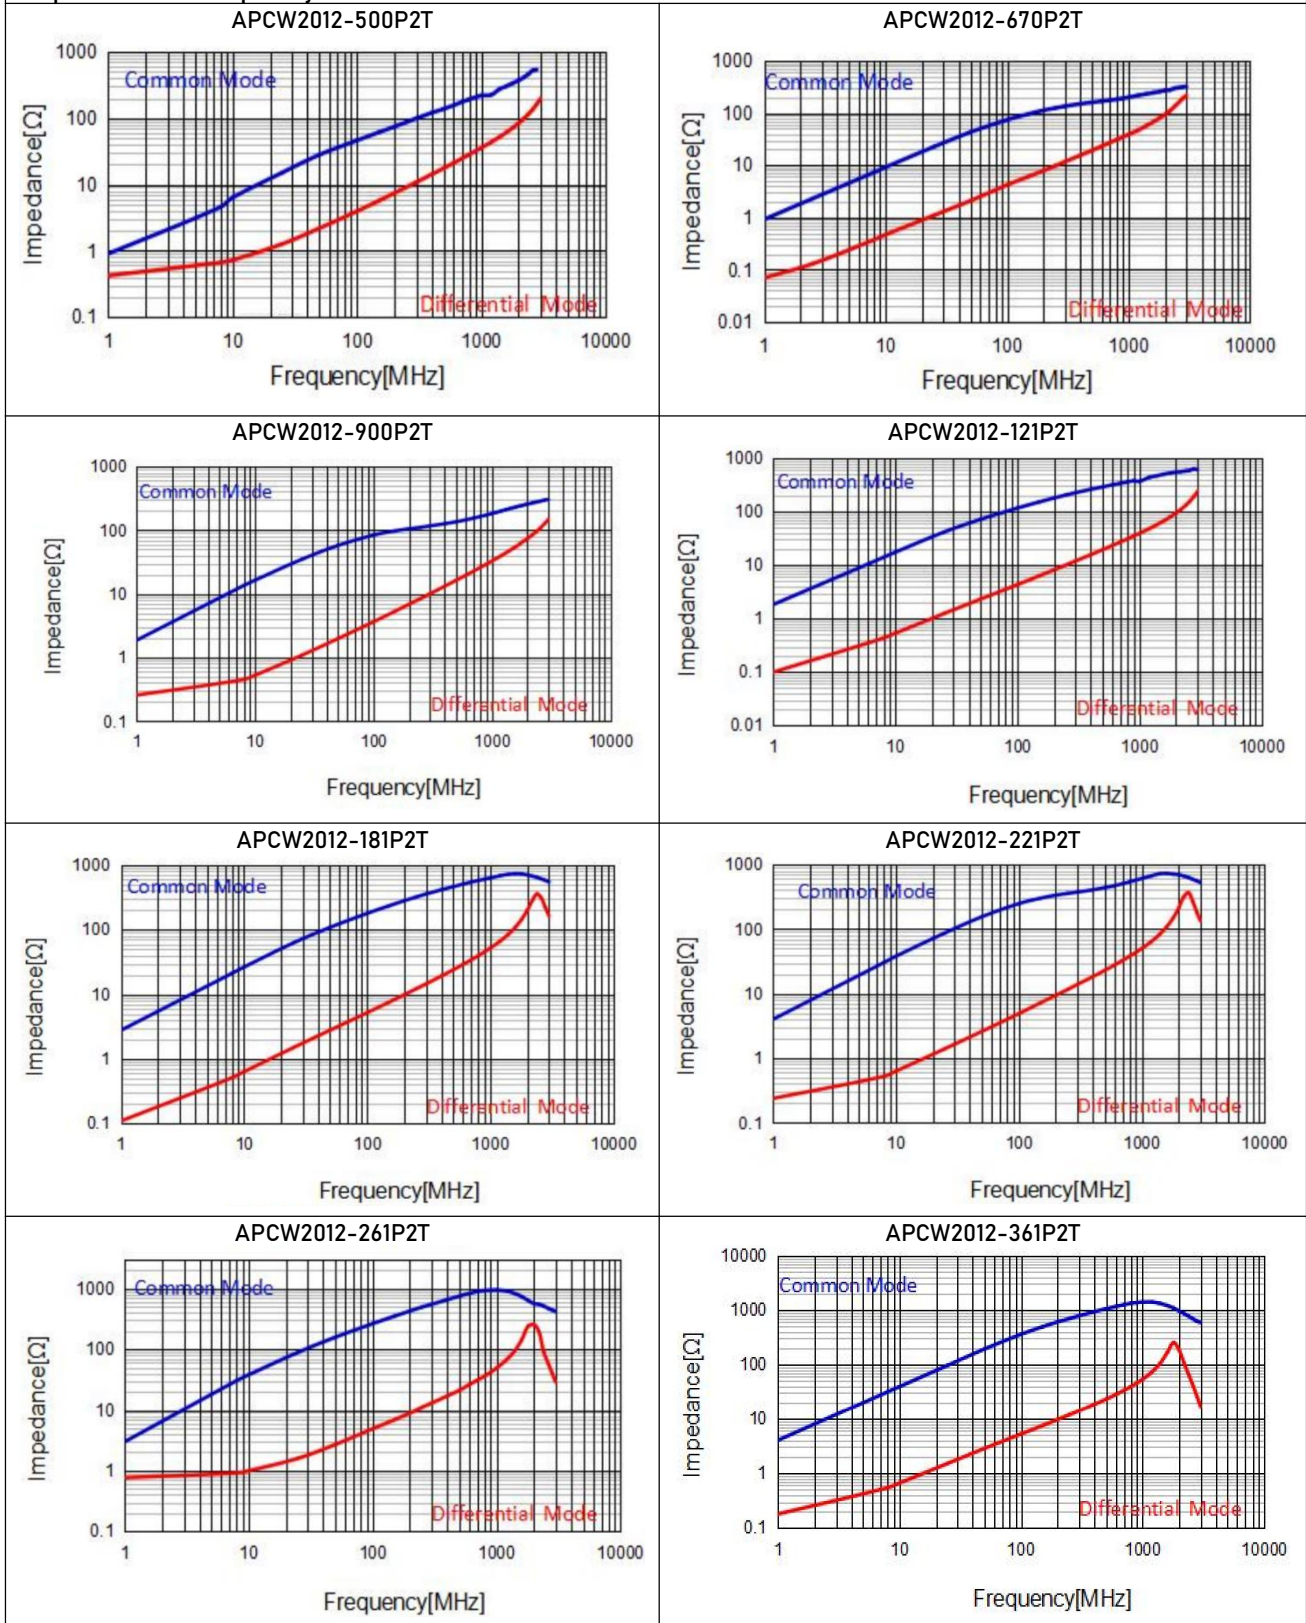 APCW2012-500P2T
1000
100
10
1
0.1
Impedance[Ω]
Common Mode
Differential Mode
1 10 100 1000 10000
Frequency[MHz]
APCW2012-670P2T
1000
100
10
1
0.1
0.01
Impedance[Ω]
Common Mode
Differential Mode
1 10 100 1000 10000
Frequency[MHz]
APCW2012-900P2T
1000
100
10
1
0.1
Impedance[Ω]
Common Mode
Differential Mode
1 10 100 1000 10000
Frequency[MHz]
APCW2012-121P2T
1000
100
10
1
0.1
0.01
Impedance[Ω]
Common Mode
Differential Mode
1 10 100 1000 10000
Frequency[MHz]
APCW2012-181P2T
1000
100
10
1
0.1
Impedance[Ω]
Common Mode
Differential Mode
1 10 100 1000 10000
Frequency[MHz]
APCW2012-221P2T
1000
100
10
1
0.1
Impedance[Ω]
Common Mode
Differential Mode
1 10 100 1000 10000
Frequency[MHz]
APCW2012-261P2T
1000
100
10
1
0.1
Impedance[Ω]
Common Mode
Differential Mode
1 10 100 1000 10000
Frequency[MHz]
APCW2012-361P2T
10000
1000
100
10
1
0.1
Impedance[Ω]
Common Mode
Differential Mode
1 10 100 1000 10000
Frequency[MHz]